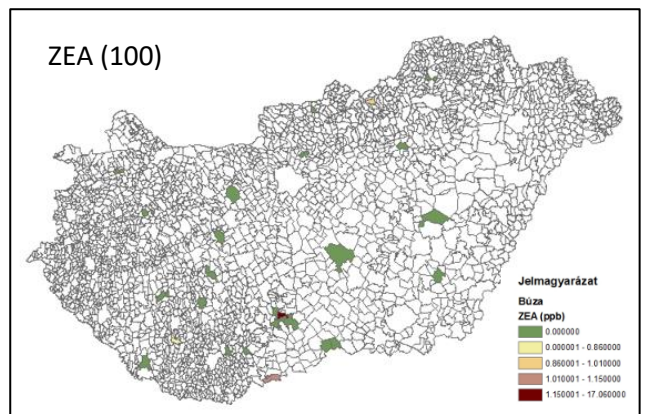 ZEA (100)
Jelmagyarázat
Búza
ZEA (ppb)
0.000000
0.000001 - 0.860000
0.860001 - 1.010000
1.010001 - 1.150000
1.150001 - 17.060000